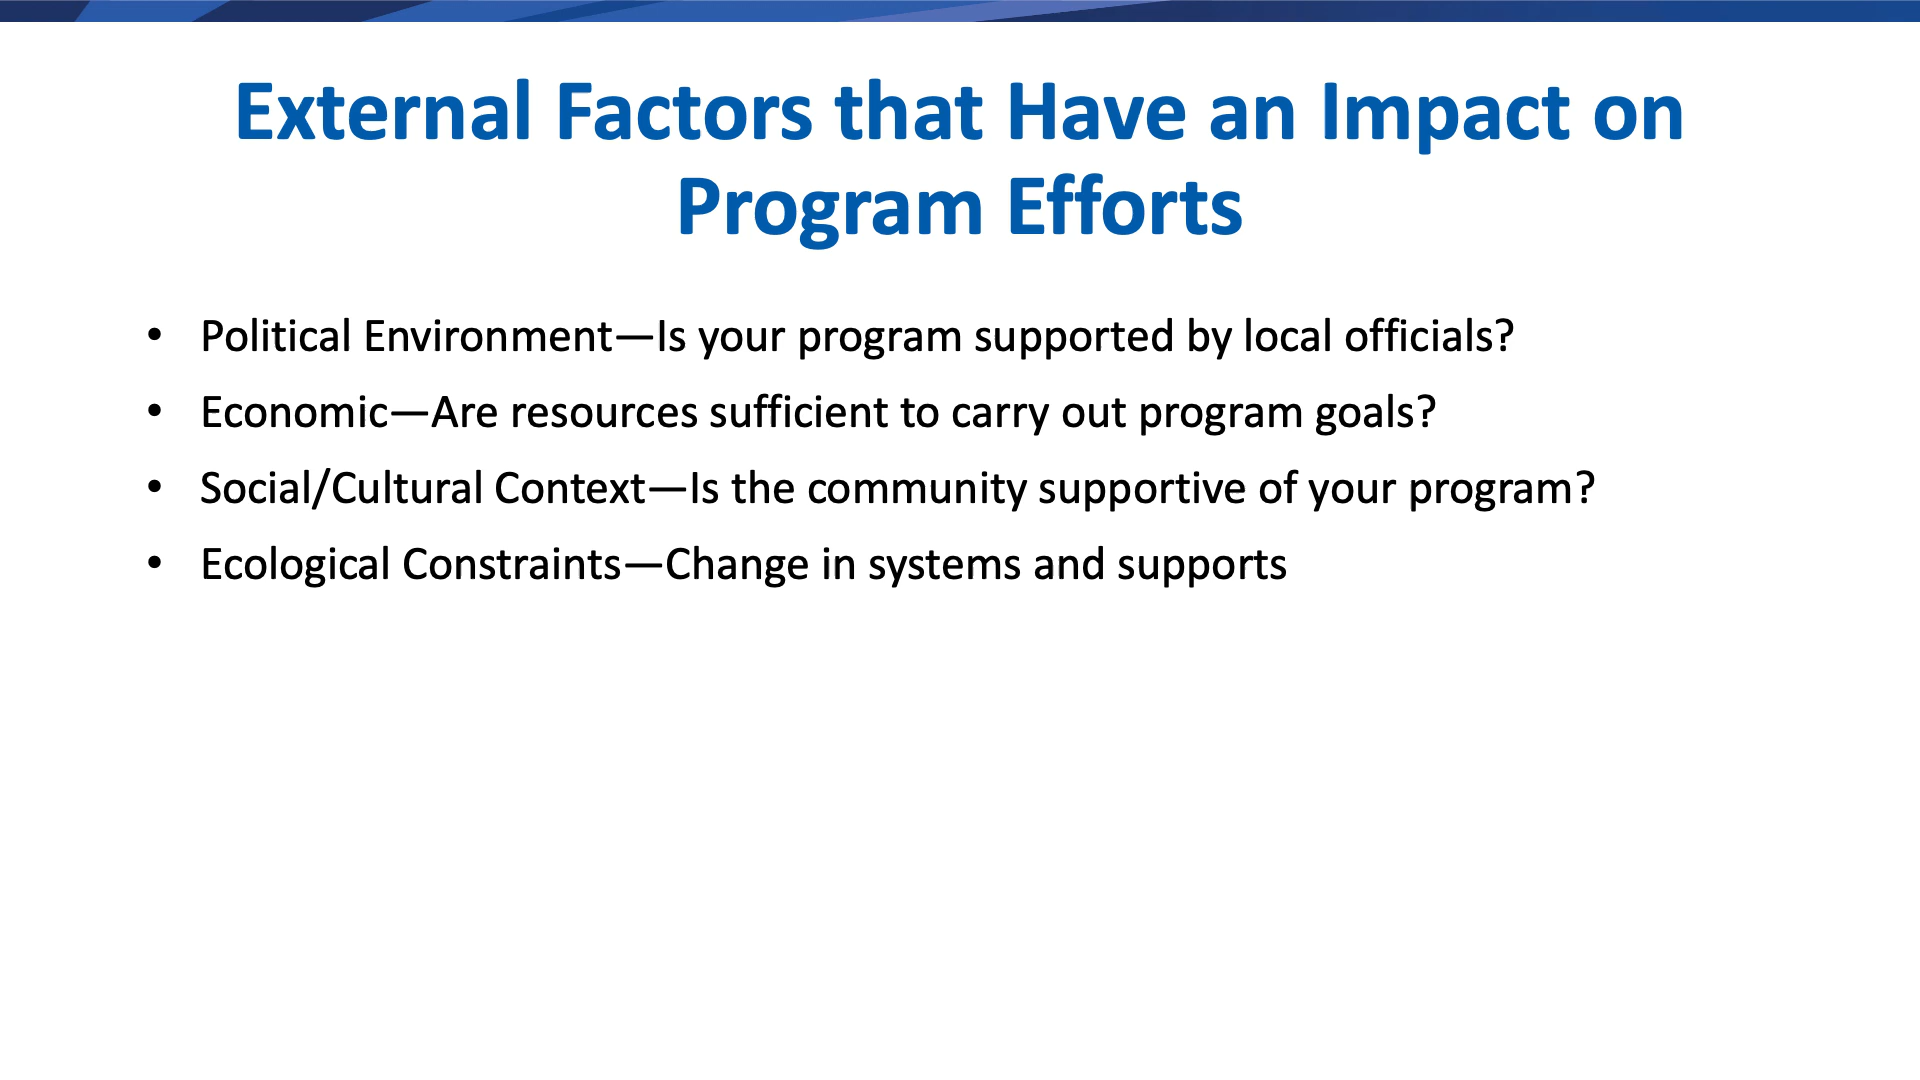 External Factors that Have an Impact on
Program Efforts
• Political Environment—Is your program supported by local officials?
• Economic—Are resources sufficient to carry out program goals?
• Social/Cultural Context—Is the community supportive of your program?
• Ecological Constraints—Change in systems and supports